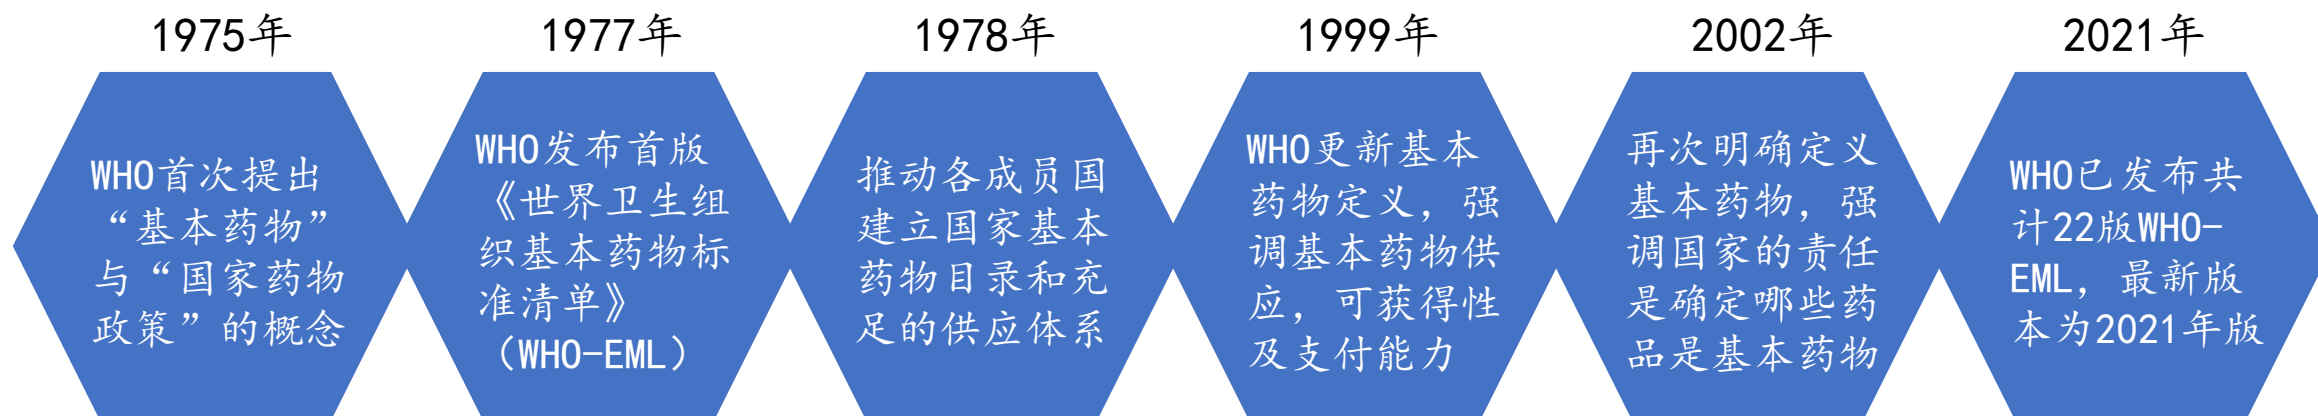 1975年
WHO首次提出
“基本药物”
与“国家药物
政策”的概念
1977年
WHO发布首版
《世界卫生组
织基本药物标
准清单》
（WHO-EML）
1978年
推动各成员国
建立国家基本
药物目录和充
足的供应体系
1999年
WHO更新基本
药物定义，强
调基本药物供
应，可获得性
及支付能力
2002年
再次明确定义
基本药物，强
调国家的责任
是确定哪些药
品是基本药物
2021年
WHO已发布共
计22版WHO-
EML，最新版
本为2021年版